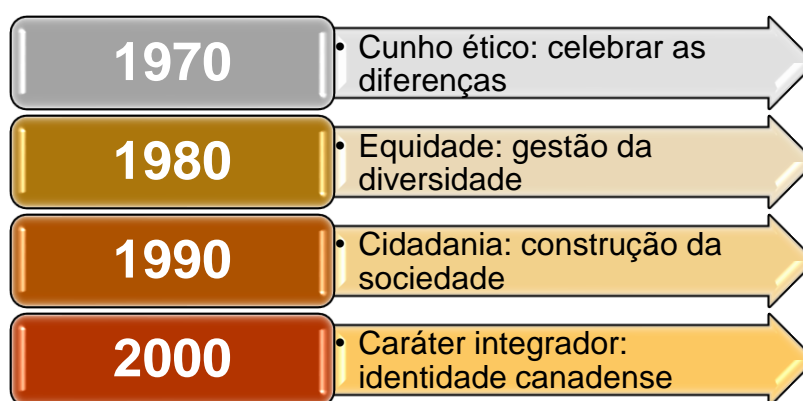 1970
• Cunho ético: celebrar as
diferenças
1980
• Equidade: gestão da
diversidade
1990
• Cidadania: construção da
sociedade
2000
• Caráter integrador:
identidade canadense